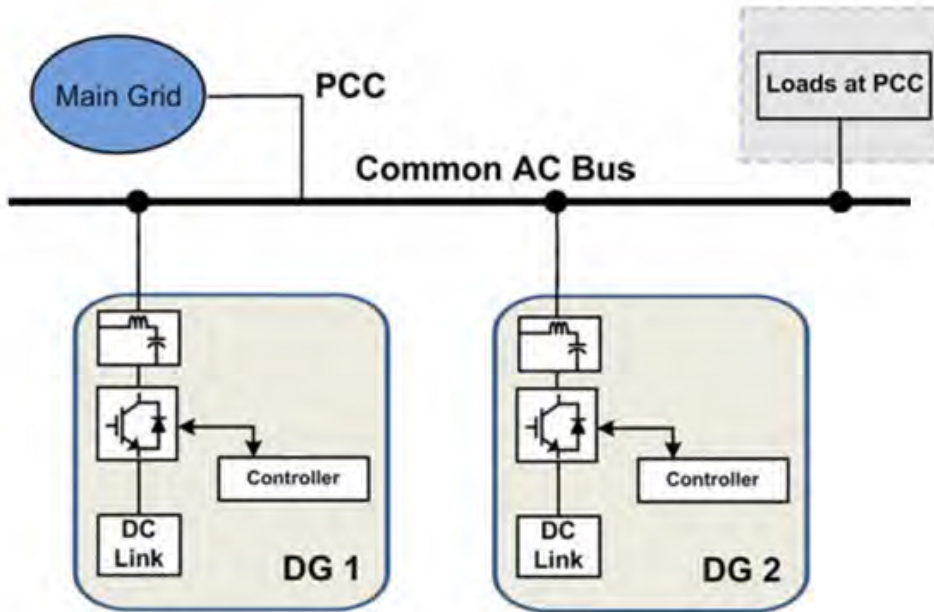 Main Grid
PCC
Loads at PCC
Common AC Bus
Controller
DC
Link
DG 1
Controller
DC
Link
DG 2